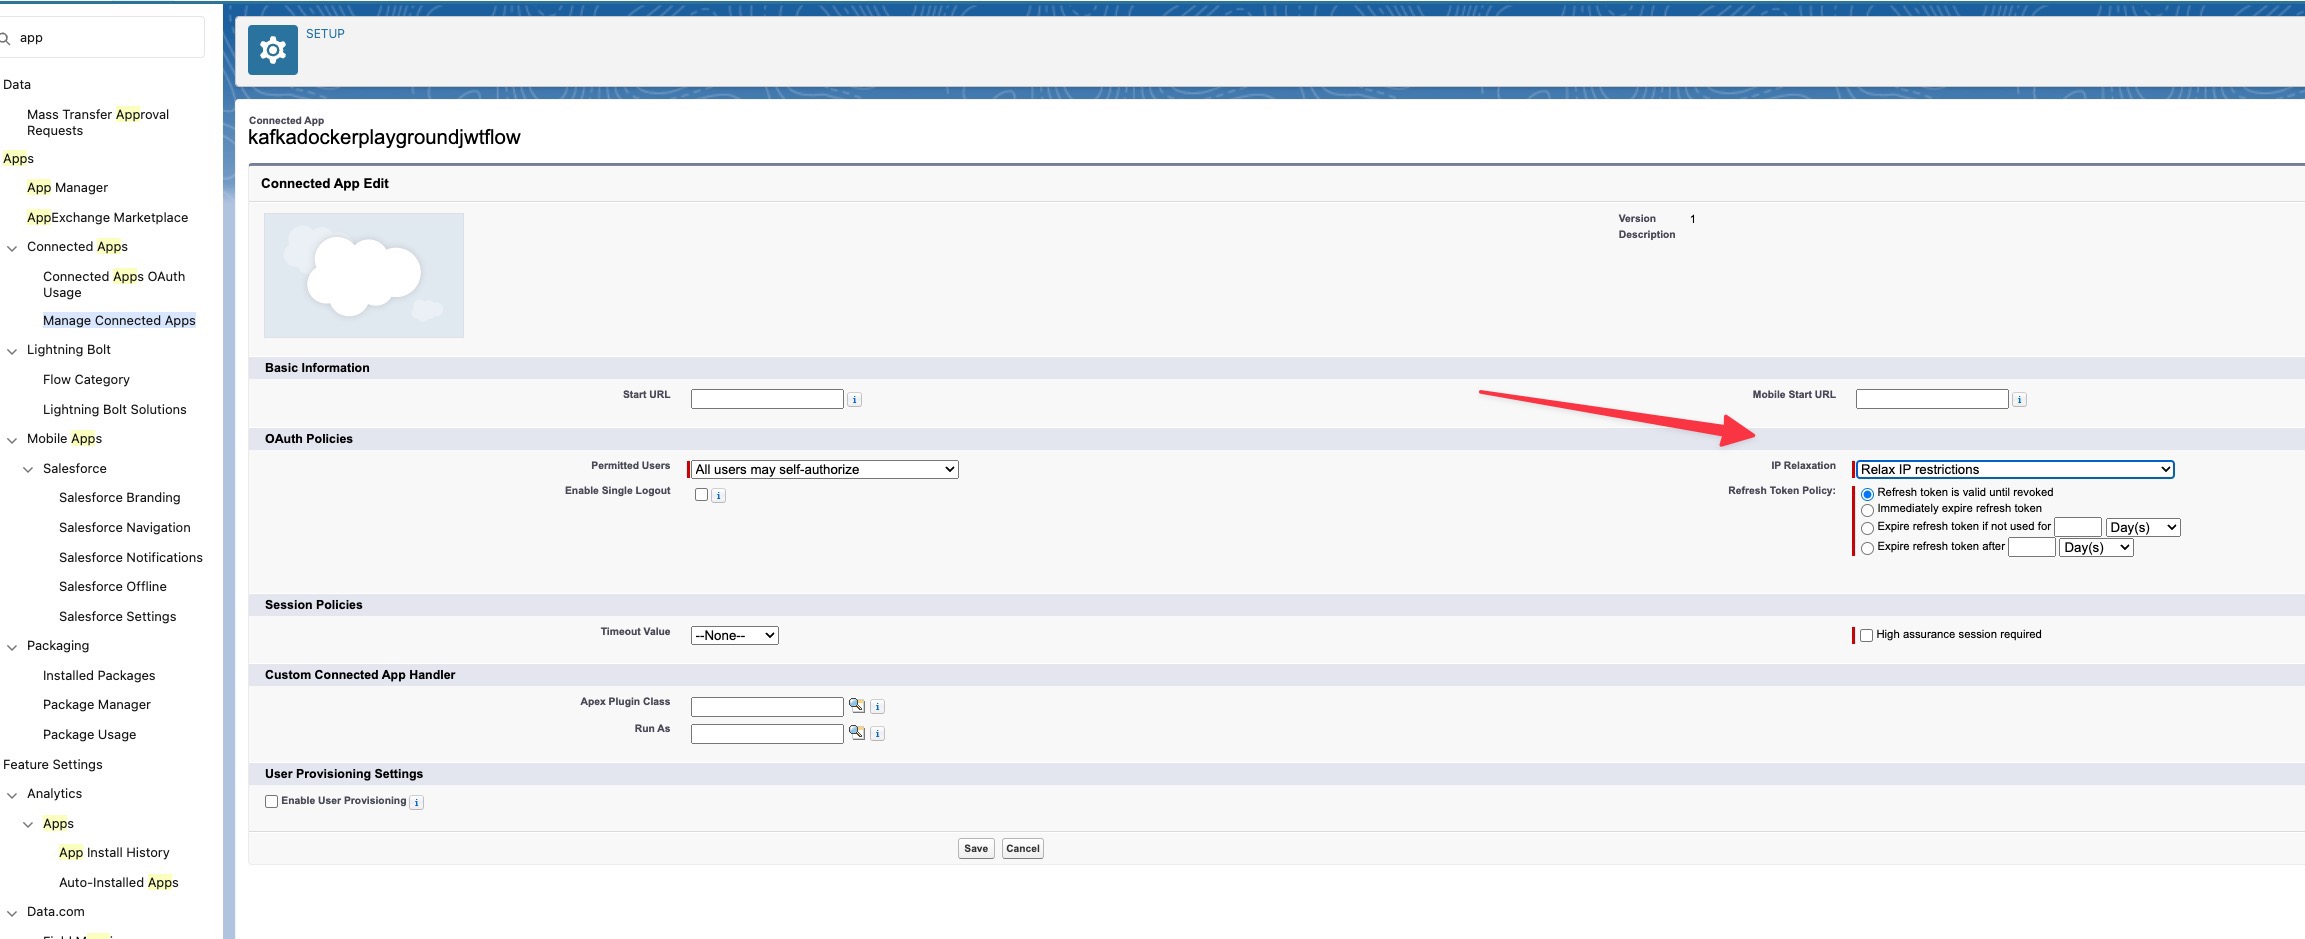 app
Data
Mass Transfer Approval
Requests
Apps
App Manager
AppExchange Marketplace
Connected Apps
Connected Apps OAuth
Usage
Manage Connected Apps
Lightning Bolt
Flow Category
Lightning Bolt Solutions
Mobile Apps
Salesforce
Salesforce Branding
Salesforce Navigation
Salesforce Notifications
Salesforce Offline
Salesforce Settings
Packaging
Installed Packages
Package Manager
Package Usage
Feature Settings
Analytics
Apps
App Install History
Auto-Installed Apps
Data.com
SETUP
Connected App
kafkadockerplaygroundjwtflow
Connected App Edit
Version 1
Description
Basic Information
Start URL
Mobile Start URL
OAuth Policies
Permitted Users All users may self-authorize
IP Relaxation Relax IP restrictions
Enable Single Logout
Refresh Token Policy: Refresh token is valid until revoked
Immediately expire refresh token
Expire refresh token if not used for Day(s)
Expire refresh token after Day(s)
Session Policies
Timeout Value --None--
High assurance session required
Custom Connected App Handler
Apex Plugin Class
Run As
User Provisioning Settings
Enable User Provisioning
Save Cancel